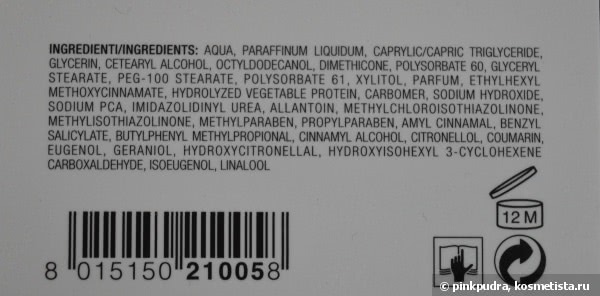 INGREDIENTI/INGREDIENTS: AQUA, PARAFFINUM LIQUIDUM, CAPRYLIC/CAPRIC TRIGLYCERIDE,
GLYCERIN, CETEARYL ALCOHOL, OCTYLDODECANOL, DIMETHICONE, POLYSORBATE 60, GLYCERYL
STEARATE, PEG-100 STEARATE, POLYSORBATE 61, XYLITOL, PARFUM, ETHYLHEXYL
METHOXYCINNAMATE, HYDROLYZED VEGETABLE PROTEIN, CARBOMER, SODIUM HYDROXIDE,
SODIUM PCA, IMIDAZOLIDINYL UREA, ALLANTOIN, METHYLCHLOROISOTHIAZOLINONE,
METHYLISOTHIAZOLINONE, METHYLPARABEN, PROPYLPARABEN, AMYL CINNAMAL, BENZYL
SALICYLATE, BUTYLPHENYL METHYLPROPIONAL, CINNAMYL ALCOHOL, CITRONELLOL, COUMARIN,
EUGENOL, GERANIOL, HYDROXYCITRONELLAL, HYDROXYISOHEXYL 3-CYCLOHEXENE
CARBOXALDEHYDE, ISOEUGENOL, LINALOOL
12 M
8 015150 210058
© pinkpudra, kosmetista.ru